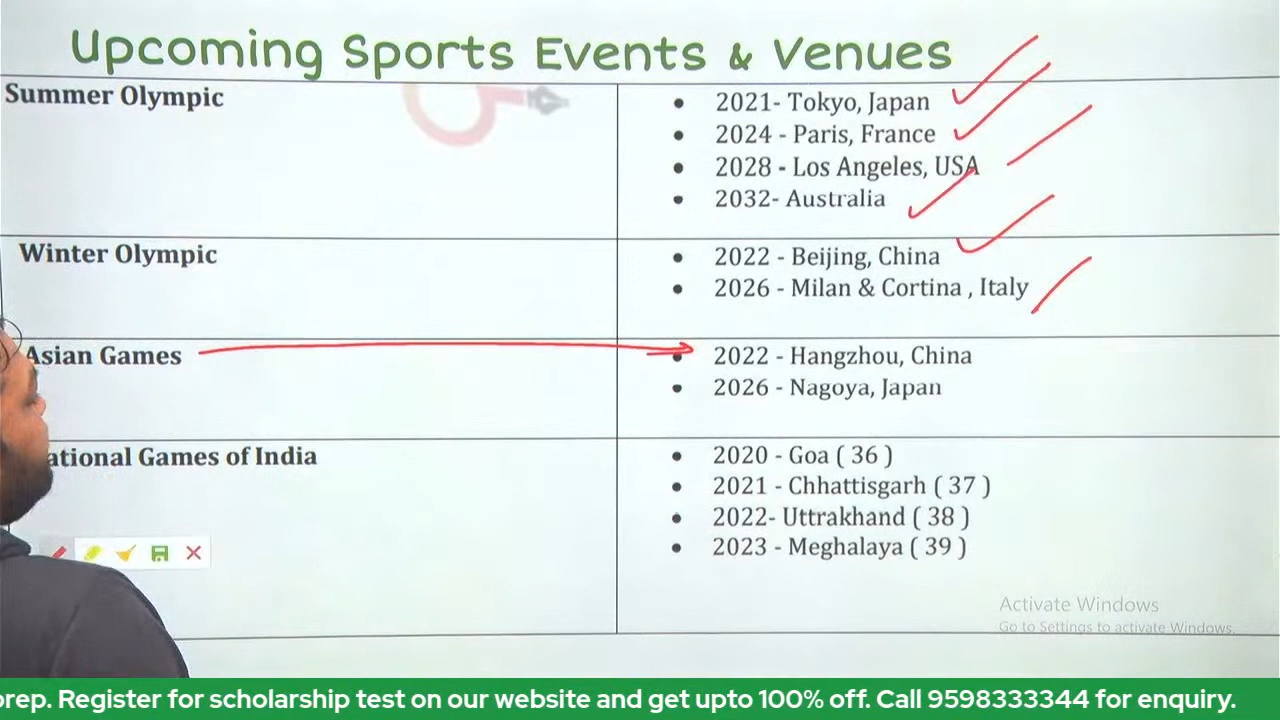 Upcoming Sports Events & Venues
Summer Olympic
• 2021- Tokyo, Japan
• 2024 - Paris, France
• 2028 - Los Angeles, USA
• 2032- Australia
Winter Olympic
• 2022 - Beijing, China
• 2026 - Milan & Cortina , Italy
Asian Games
• 2022 - Hangzhou, China
• 2026 - Nagoya, Japan
ational Games of India
• 2020 - Goa ( 36 )
• 2021 - Chhattisgarh ( 37 )
• 2022- Uttrakhand ( 38 )
• 2023 - Meghalaya ( 39 )
Activate Windows
Go to Settings to activate Windows.
prep. Register for scholarship test on our website and get upto 100% off. Call 9598333344 for enquiry.